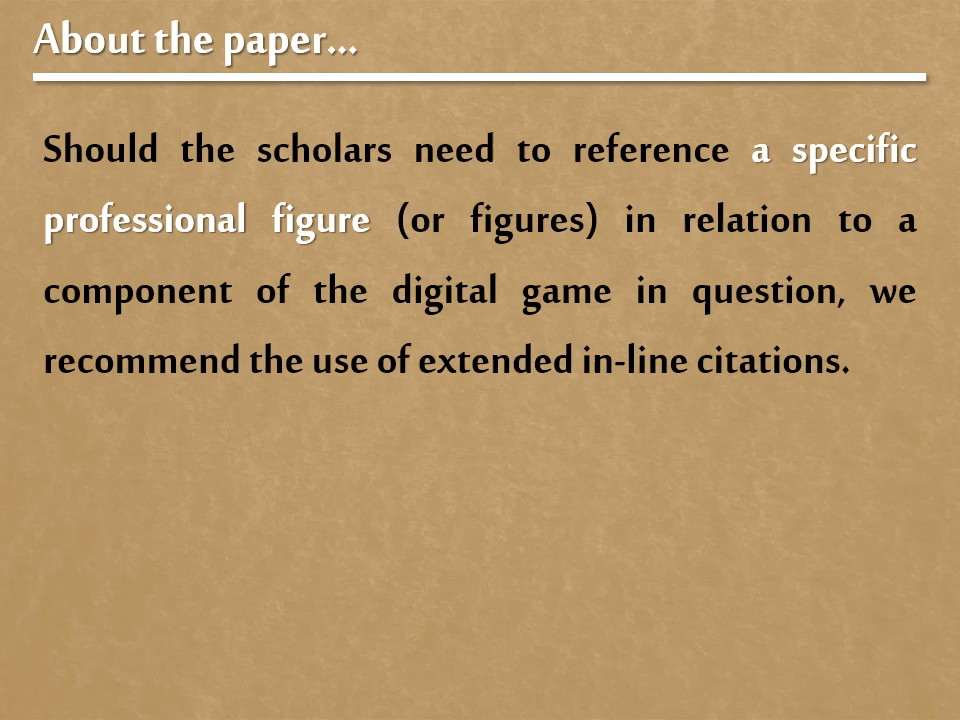 About the paper...
Should the scholars need to reference a specific
professional figure (or figures) in relation to a
component of the digital game in question, we
recommend the use of extended in-line citations.